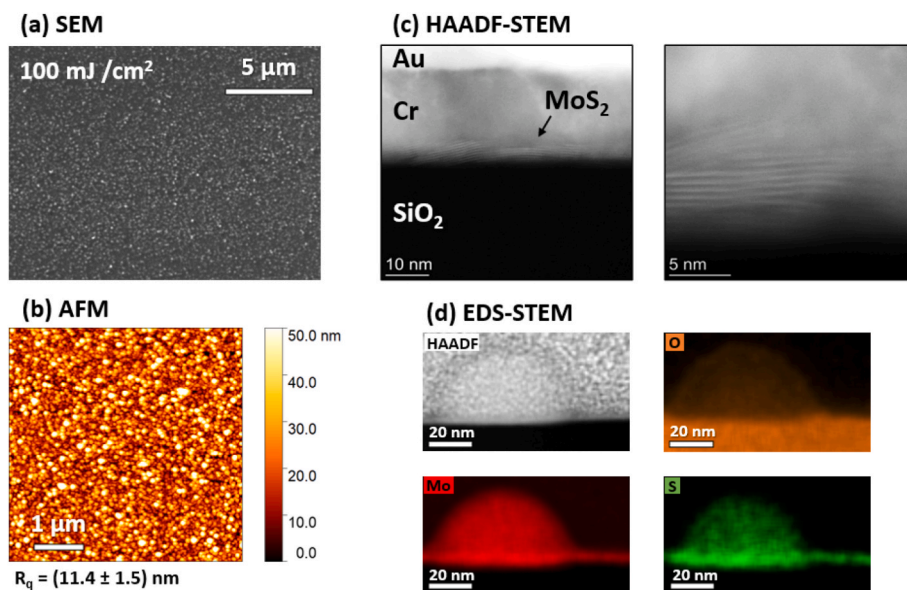 (a) SEM
100 mJ /cm²
5 µm
(b) AFM
50.0 nm
40.0
30.0
20.0
10.0
0.0
1 µm
R_q = (11.4 ± 1.5) nm
(c) HAADF-STEM
Au
Cr
MoS₂
SiO₂
10 nm
5 nm
(d) EDS-STEM
HAADF
20 nm
O
20 nm
Mo
20 nm
S
20 nm